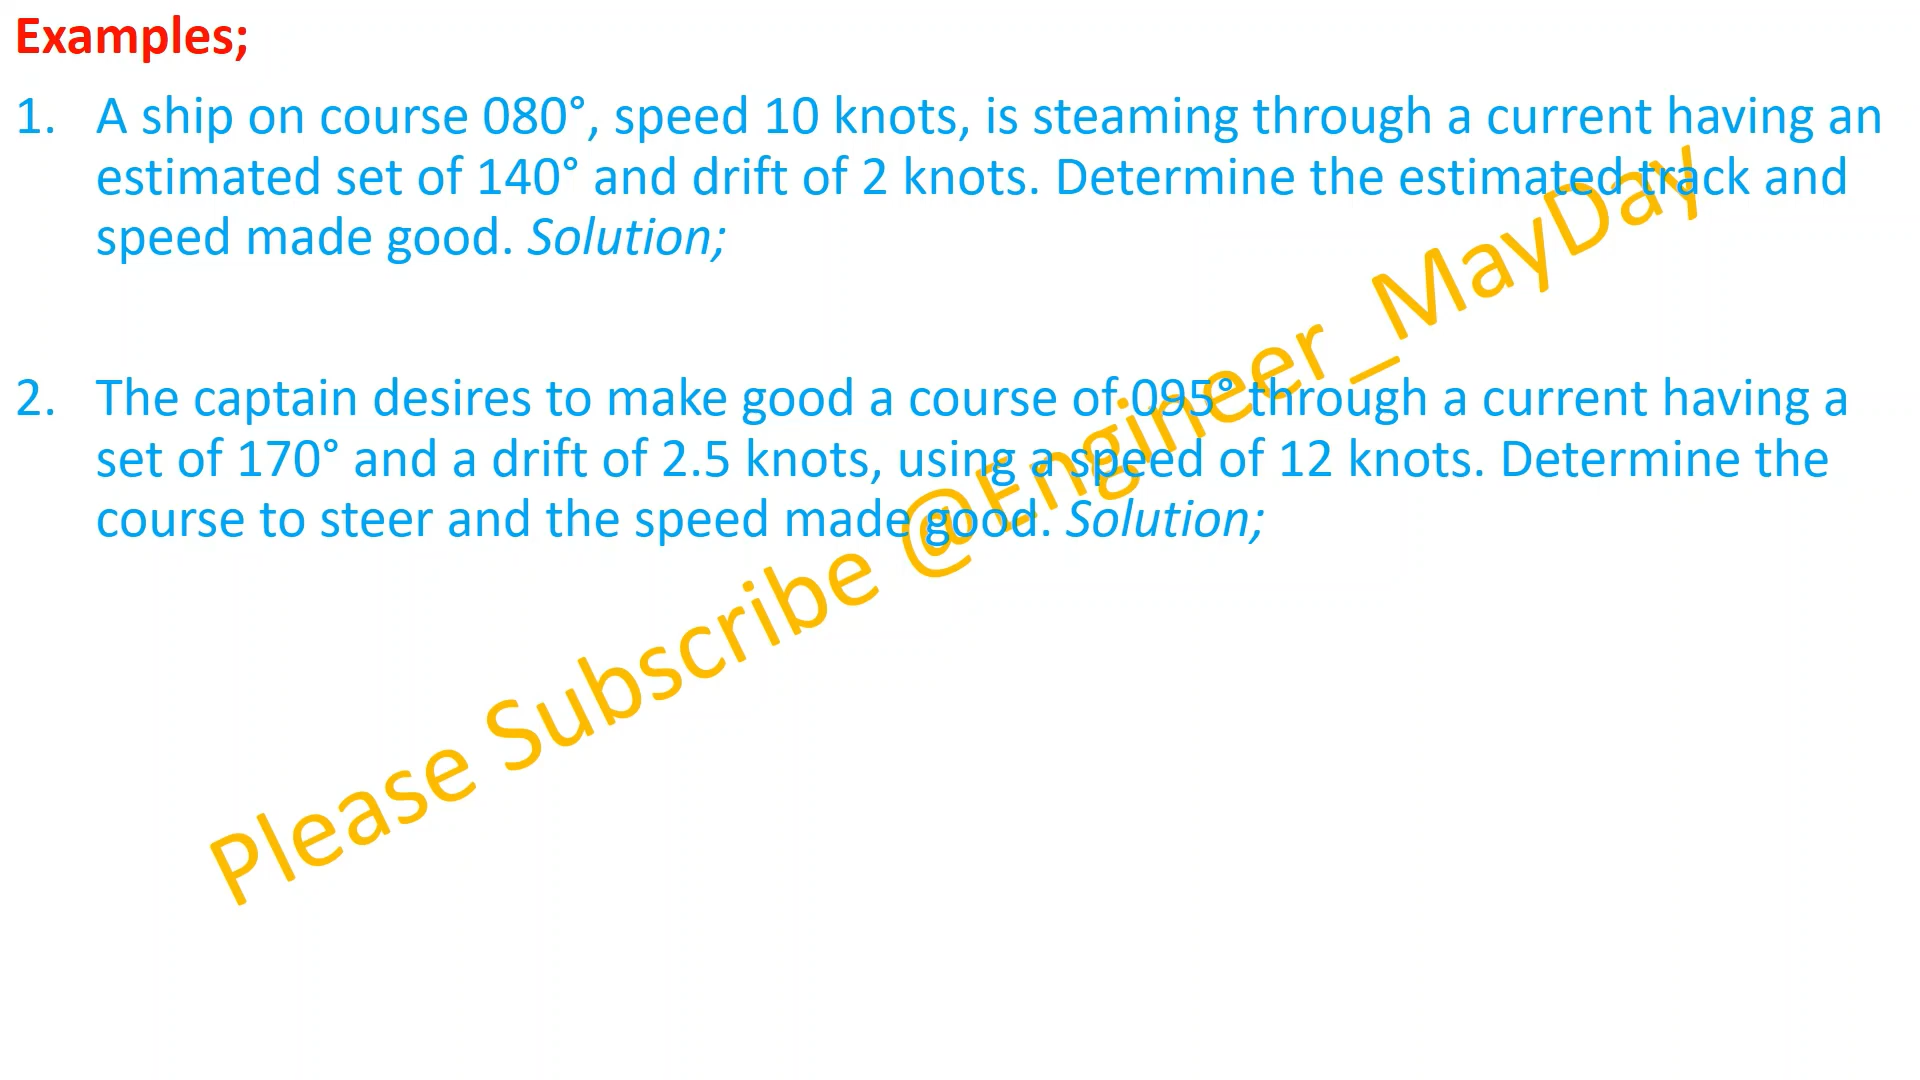 Examples;
1. A ship on course 080°, speed 10 knots, is steaming through a current having an
estimated set of 140° and drift of 2 knots. Determine the estimated track and
speed made good. Solution;
2. The captain desires to make good a course of 095° through a current having a
set of 170° and a drift of 2.5 knots, using a speed of 12 knots. Determine the
course to steer and the speed made good. Solution;
Please Subscribe @Engineer_MayDay